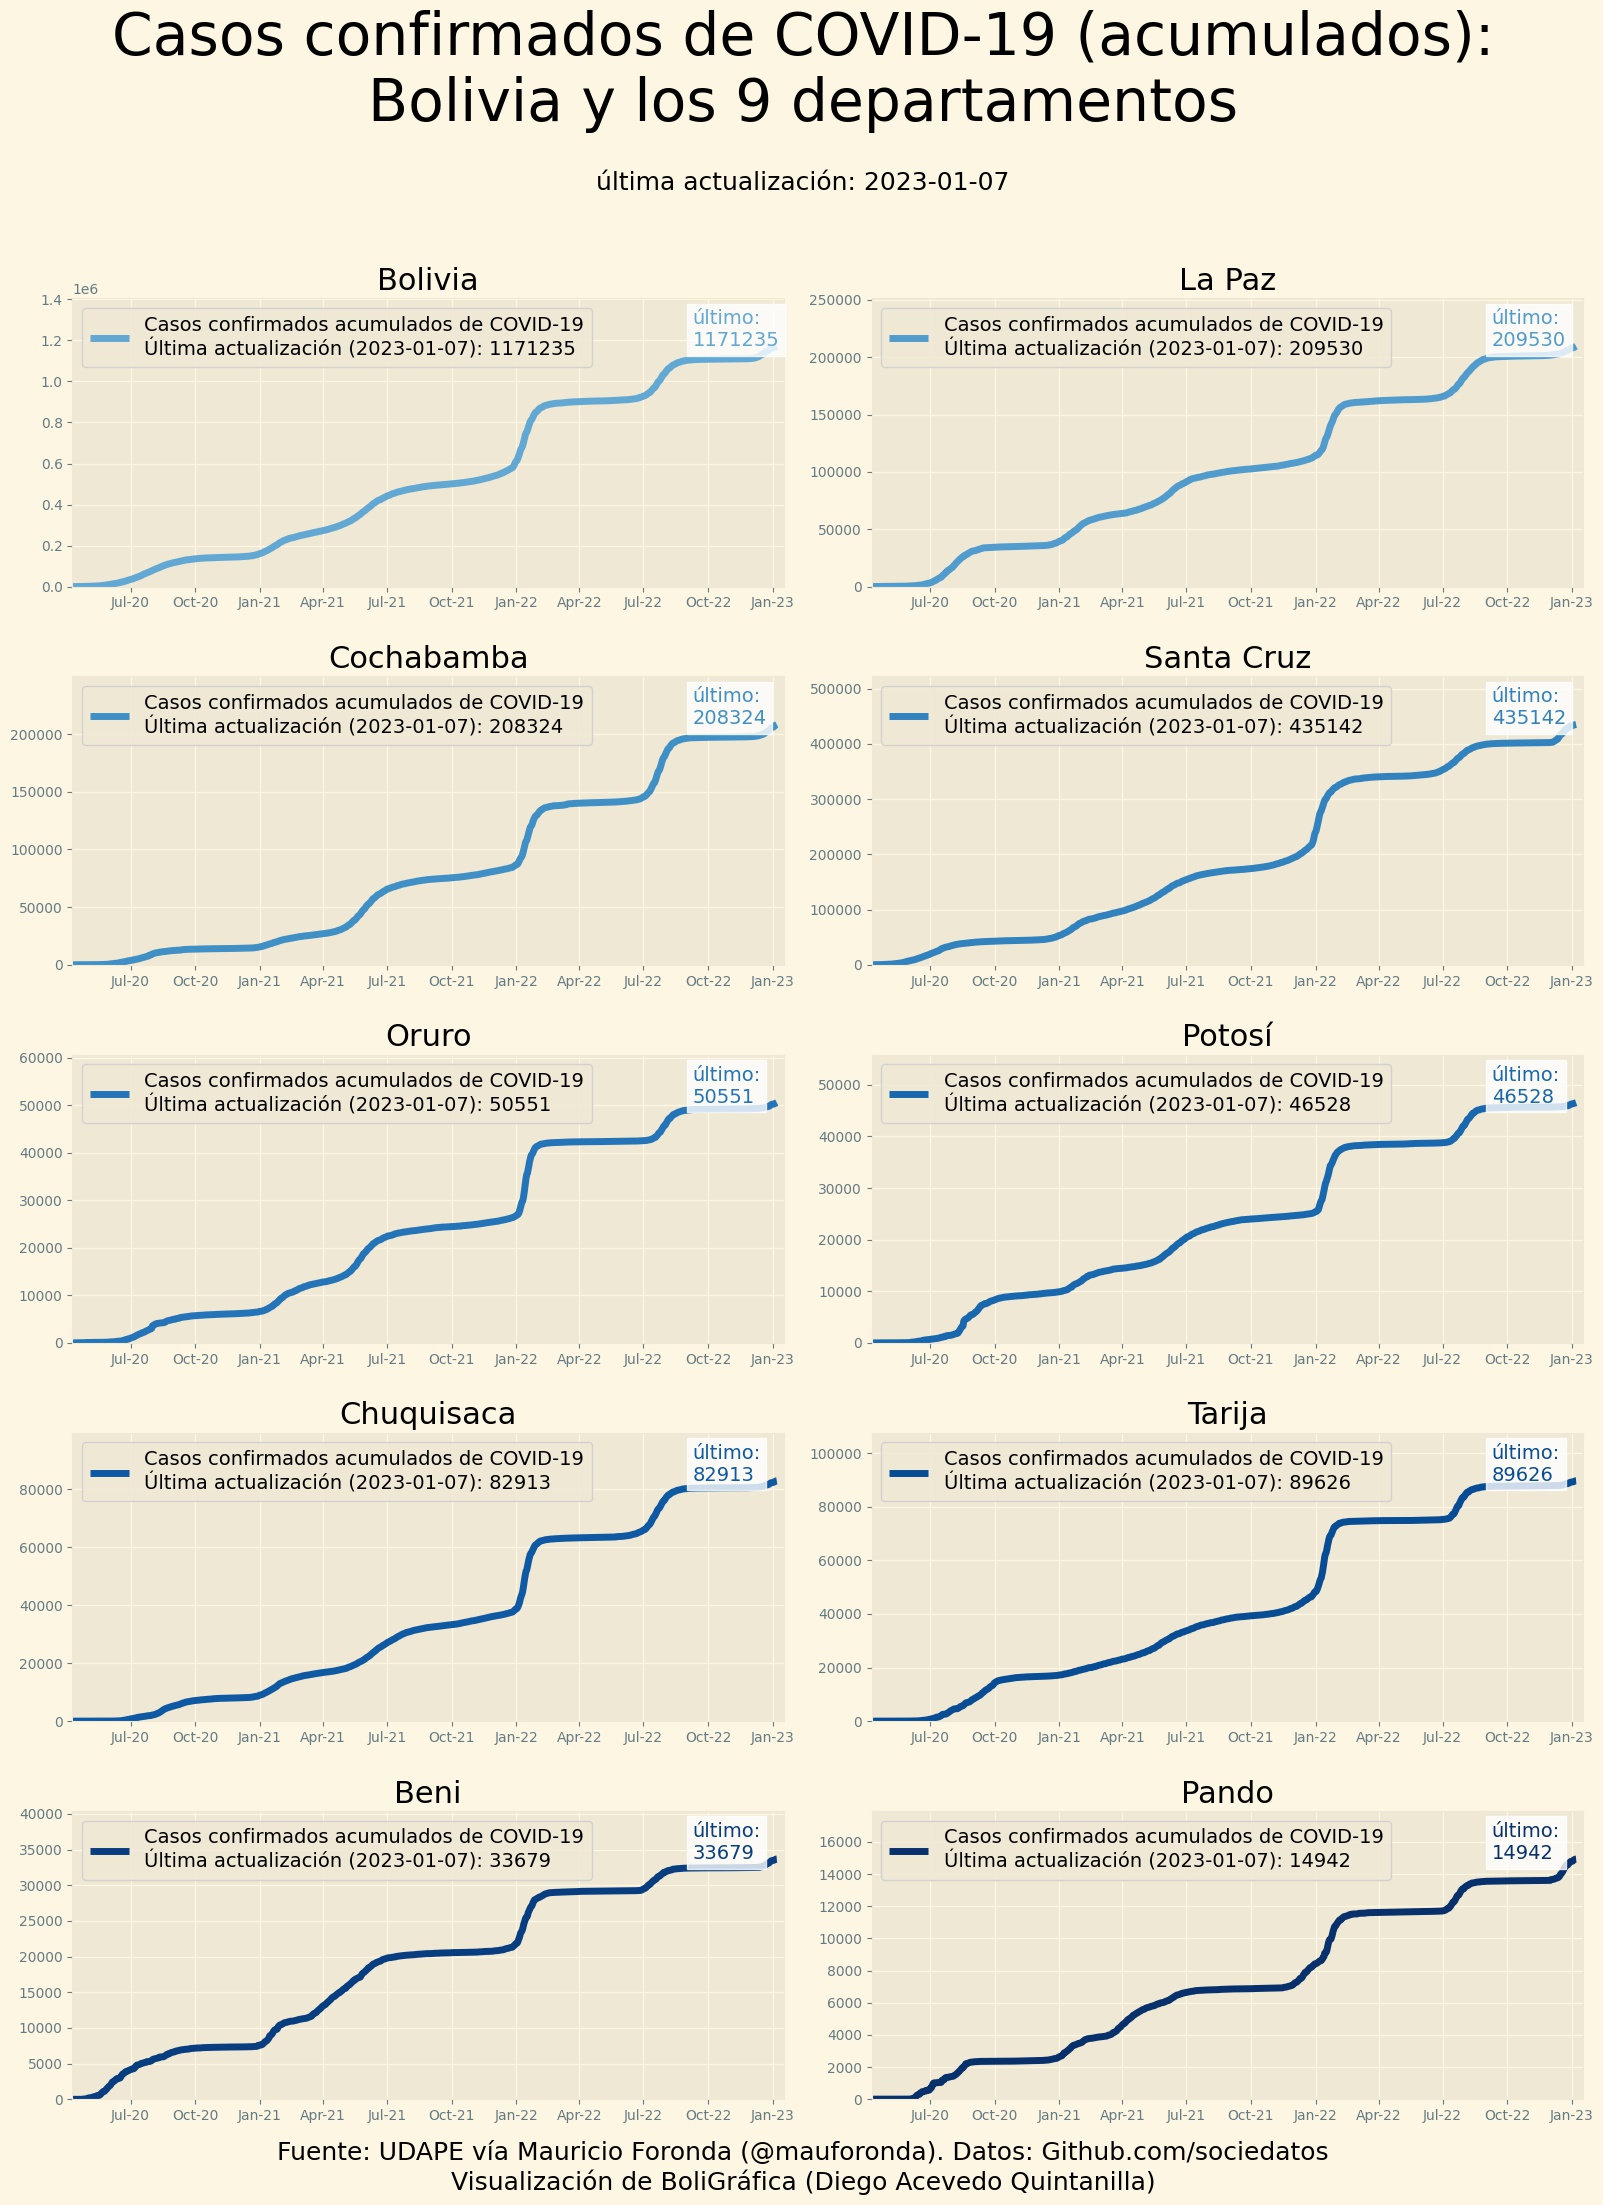 Casos confirmados de COVID-19 (acumulados):
Bolivia y los 9 departamentos
última actualización: 2023-01-07
Bolivia
1e6
1.4
1.2
1.0
0.8
0.6
0.4
0.2
0.0
Casos confirmados acumulados de COVID-19
Última actualización (2023-01-07): 1171235
último:
1171235
Jul-20 Oct-20 Jan-21 Apr-21 Jul-21 Oct-21 Jan-22 Apr-22 Jul-22 Oct-22 Jan-23
La Paz
250000
200000
150000
100000
50000
0
Casos confirmados acumulados de COVID-19
Última actualización (2023-01-07): 209530
último:
209530
Jul-20 Oct-20 Jan-21 Apr-21 Jul-21 Oct-21 Jan-22 Apr-22 Jul-22 Oct-22 Jan-23
Cochabamba
200000
150000
100000
50000
0
Casos confirmados acumulados de COVID-19
Última actualización (2023-01-07): 208324
último:
208324
Jul-20 Oct-20 Jan-21 Apr-21 Jul-21 Oct-21 Jan-22 Apr-22 Jul-22 Oct-22 Jan-23
Santa Cruz
500000
400000
300000
200000
100000
0
Casos confirmados acumulados de COVID-19
Última actualización (2023-01-07): 435142
último:
435142
Jul-20 Oct-20 Jan-21 Apr-21 Jul-21 Oct-21 Jan-22 Apr-22 Jul-22 Oct-22 Jan-23
Oruro
60000
50000
40000
30000
20000
10000
0
Casos confirmados acumulados de COVID-19
Última actualización (2023-01-07): 50551
último:
50551
Jul-20 Oct-20 Jan-21 Apr-21 Jul-21 Oct-21 Jan-22 Apr-22 Jul-22 Oct-22 Jan-23
Potosí
50000
40000
30000
20000
10000
0
Casos confirmados acumulados de COVID-19
Última actualización (2023-01-07): 46528
último:
46528
Jul-20 Oct-20 Jan-21 Apr-21 Jul-21 Oct-21 Jan-22 Apr-22 Jul-22 Oct-22 Jan-23
Chuquisaca
80000
60000
40000
20000
0
Casos confirmados acumulados de COVID-19
Última actualización (2023-01-07): 82913
último:
82913
Jul-20 Oct-20 Jan-21 Apr-21 Jul-21 Oct-21 Jan-22 Apr-22 Jul-22 Oct-22 Jan-23
Tarija
100000
80000
60000
40000
20000
0
Casos confirmados acumulados de COVID-19
Última actualización (2023-01-07): 89626
último:
89626
Jul-20 Oct-20 Jan-21 Apr-21 Jul-21 Oct-21 Jan-22 Apr-22 Jul-22 Oct-22 Jan-23
Beni
40000
35000
30000
25000
20000
15000
10000
5000
0
Casos confirmados acumulados de COVID-19
Última actualización (2023-01-07): 33679
último:
33679
Jul-20 Oct-20 Jan-21 Apr-21 Jul-21 Oct-21 Jan-22 Apr-22 Jul-22 Oct-22 Jan-23
Pando
16000
14000
12000
10000
8000
6000
4000
2000
0
Casos confirmados acumulados de COVID-19
Última actualización (2023-01-07): 14942
último:
14942
Jul-20 Oct-20 Jan-21 Apr-21 Jul-21 Oct-21 Jan-22 Apr-22 Jul-22 Oct-22 Jan-23
Fuente: UDAPE vía Mauricio Foronda (@mauforonda). Datos: Github.com/sociedatos
Visualización de BoliGráfica (Diego Acevedo Quintanilla)